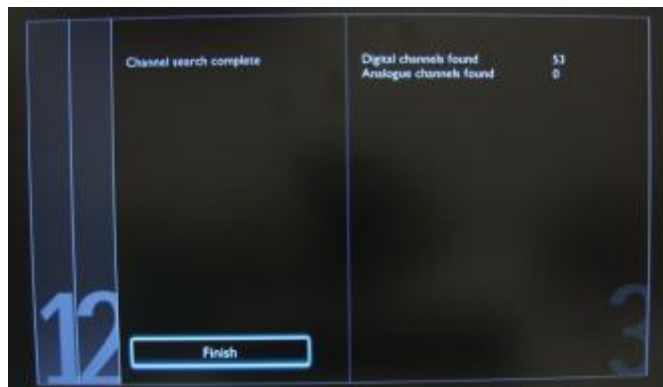 Channel search complete
Digital channels found 53
Analogue channels found 0
12
3
Finish